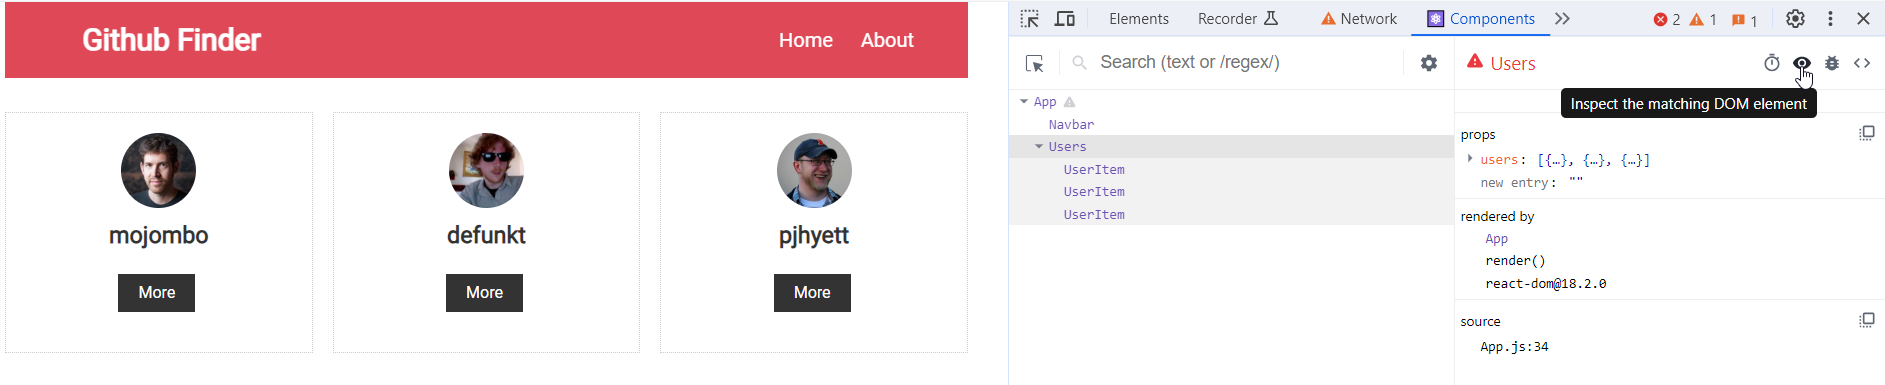 Github Finder
Home About
mojombo
More
defunkt
More
pjhyett
More
Elements Recorder Network Components 2 1 1
Search (text or /regex/)
App
Navbar
Users
UserItem
UserItem
UserItem
Users
Inspect the matching DOM element
props
users: [{…}, {…}, {…}]
new entry: ""
rendered by
App
render()
react-dom@18.2.0
source
App.js:34